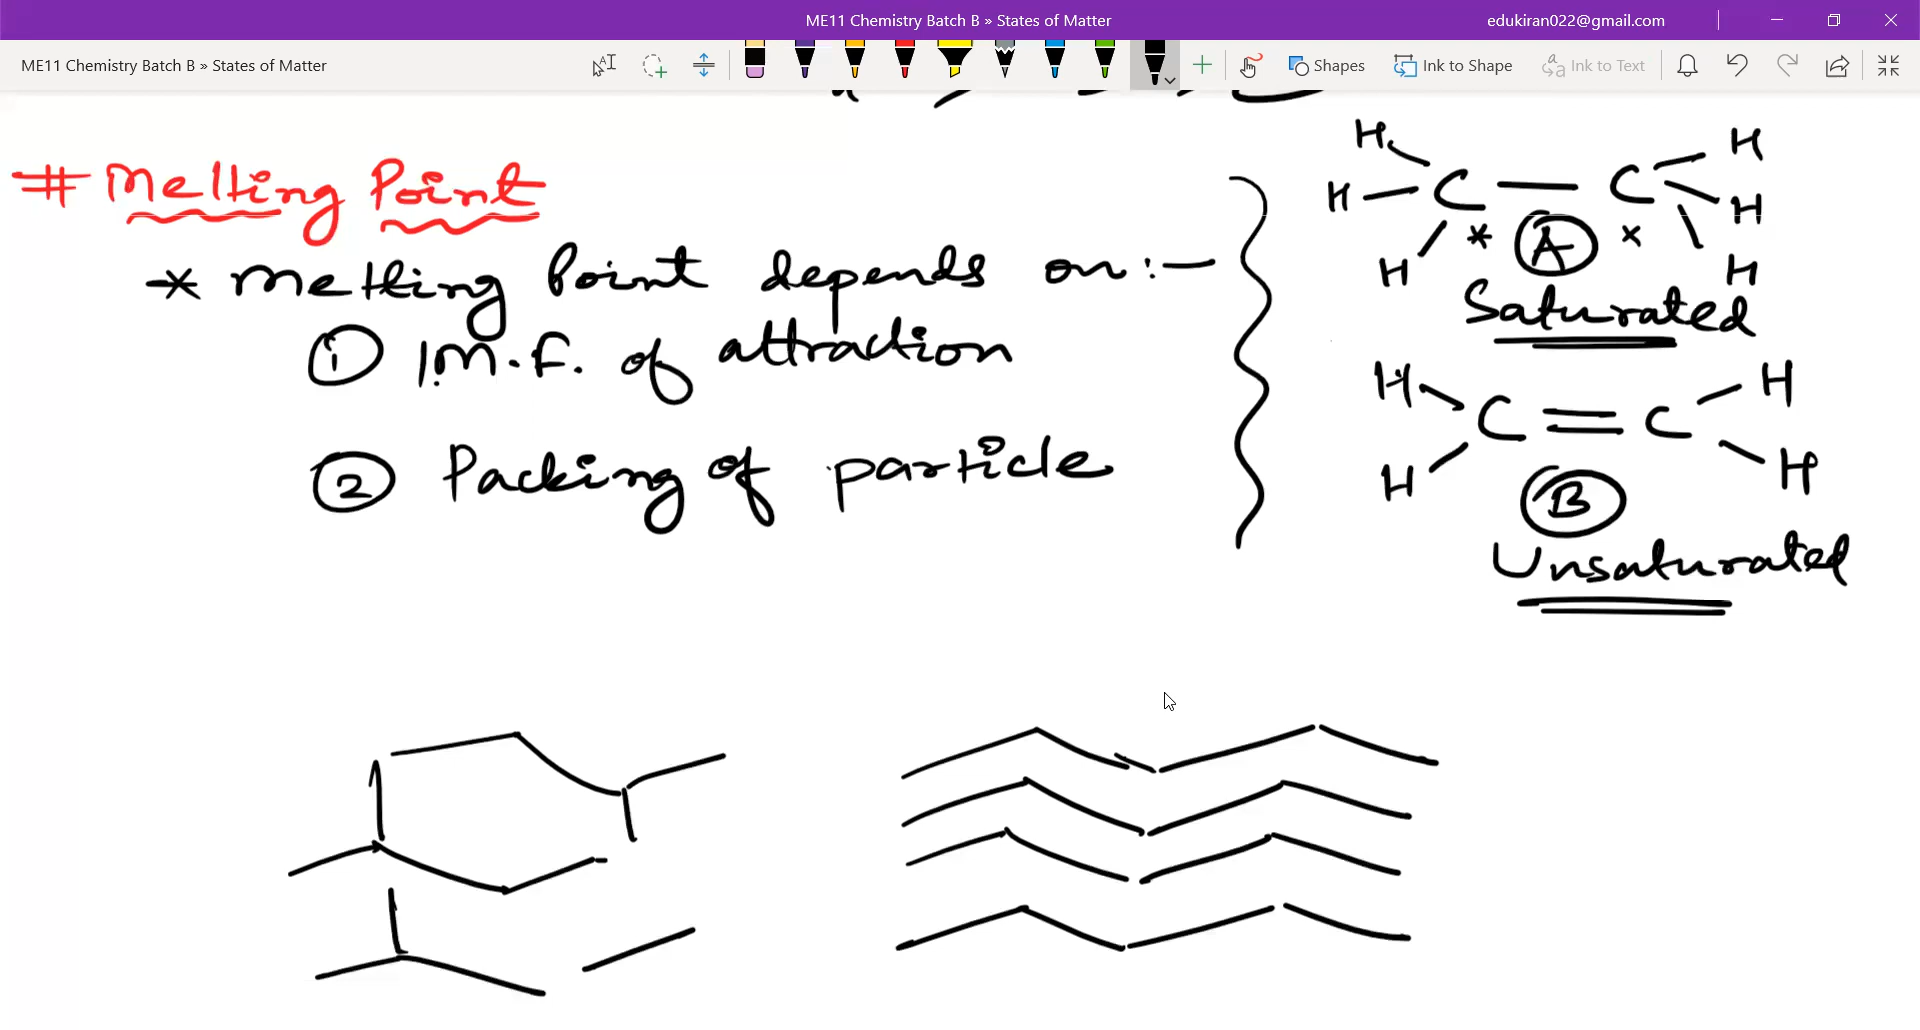 ME11 Chemistry Batch B » States of Matter
edukiran022@gmail.com
ME11 Chemistry Batch B » States of Matter
Shapes
Ink to Shape
Ink to Text
# Melting Point
* Melting Point depends on :-
① I.M.F. of attraction
② Packing of particle
H H
H — C — C H
H * A * H
Saturated
H H
C = C
H H
B
Unsaturated